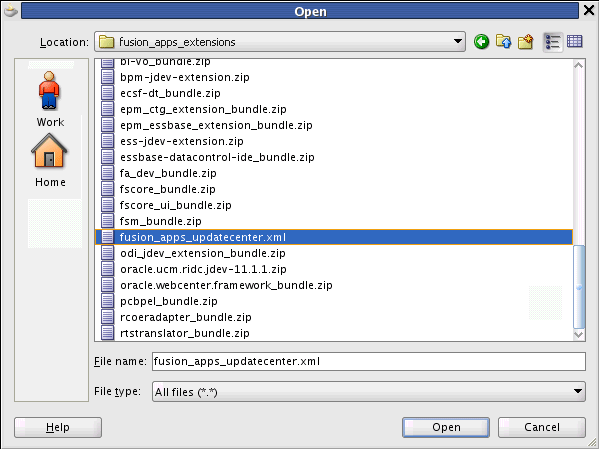 Open
Location: fusion_apps_extensions
Work
Home
bi-vo_bundle.zip
bpm-jdev-extension.zip
ecsf-dt_bundle.zip
epm_ctg_extension_bundle.zip
epm_essbase_extension_bundle.zip
ess-jdev-extension.zip
essbase-datacontrol-ide_bundle.zip
fa_dev_bundle.zip
fscore_bundle.zip
fscore_ui_bundle.zip
fsm_bundle.zip
fusion_apps_updatecenter.xml
odi_jdev_extension_bundle.zip
oracle.ucm.ridc.jdev-11.1.1.zip
oracle.webcenter.framework_bundle.zip
pcbpel_bundle.zip
rcoeradapter_bundle.zip
rtstranslator_bundle.zip
File name: fusion_apps_updatecenter.xml
File type: All files (*.*)
Help Open Cancel